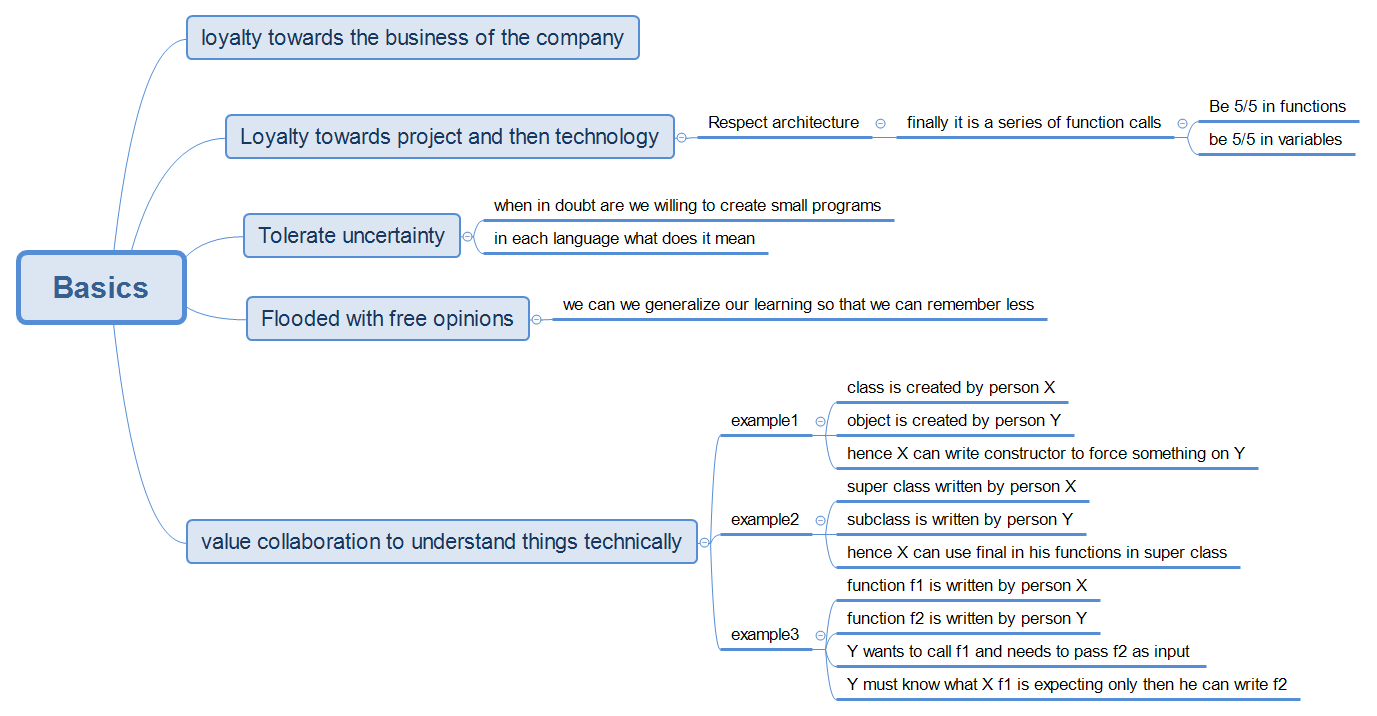 loyalty towards the business of the company
Loyalty towards project and then technology
Respect architecture
finally it is a series of function calls
Be 5/5 in functions
be 5/5 in variables
Tolerate uncertainty
when in doubt are we willing to create small programs
in each language what does it mean
Basics
Flooded with free opinions
we can we generalize our learning so that we can remember less
value collaboration to understand things technically
example1
class is created by person X
object is created by person Y
hence X can write constructor to force something on Y
example2
super class written by person X
subclass is written by person Y
hence X can use final in his functions in super class
example3
function f1 is written by person X
function f2 is written by person Y
Y wants to call f1 and needs to pass f2 as input
Y must know what X f1 is expecting only then he can write f2